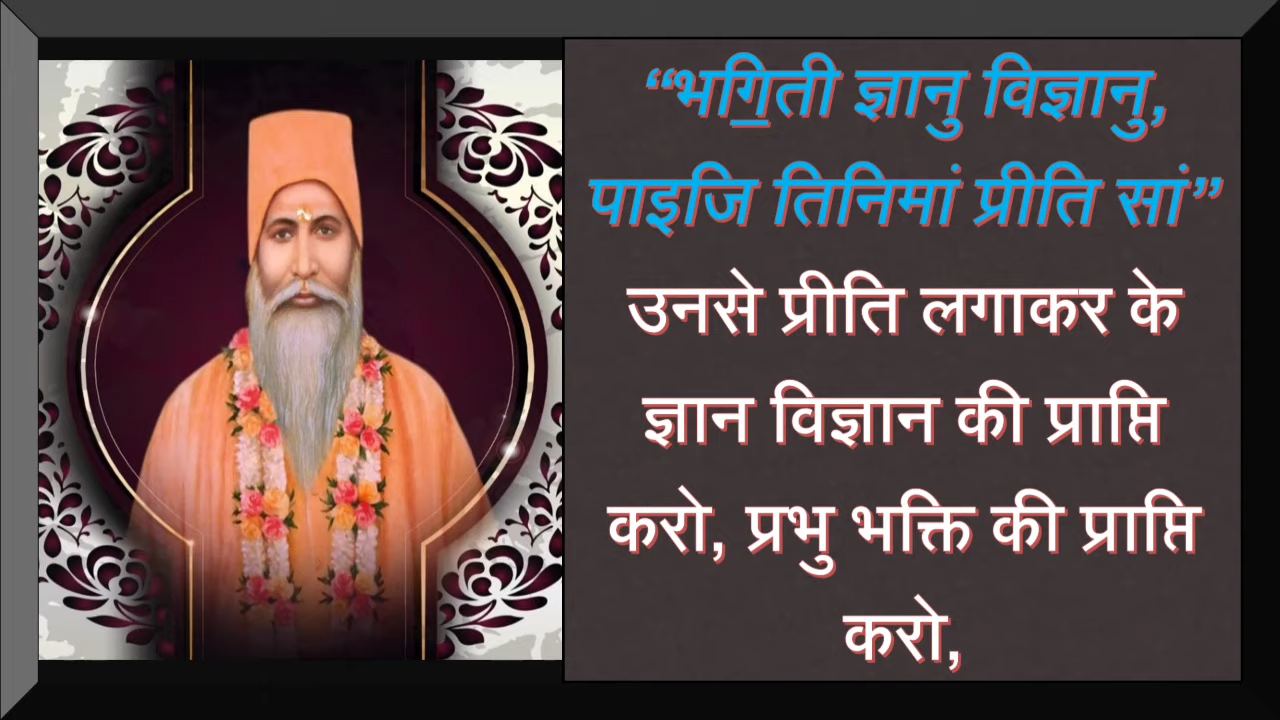 “भग॒िती ज्ञानु विज्ञानु,
पाइजि तिनिमां प्रीति सां”
उनसे प्रीति लगाकर के
ज्ञान विज्ञान की प्राप्ति
करो, प्रभु भक्ति की प्राप्ति
करो,